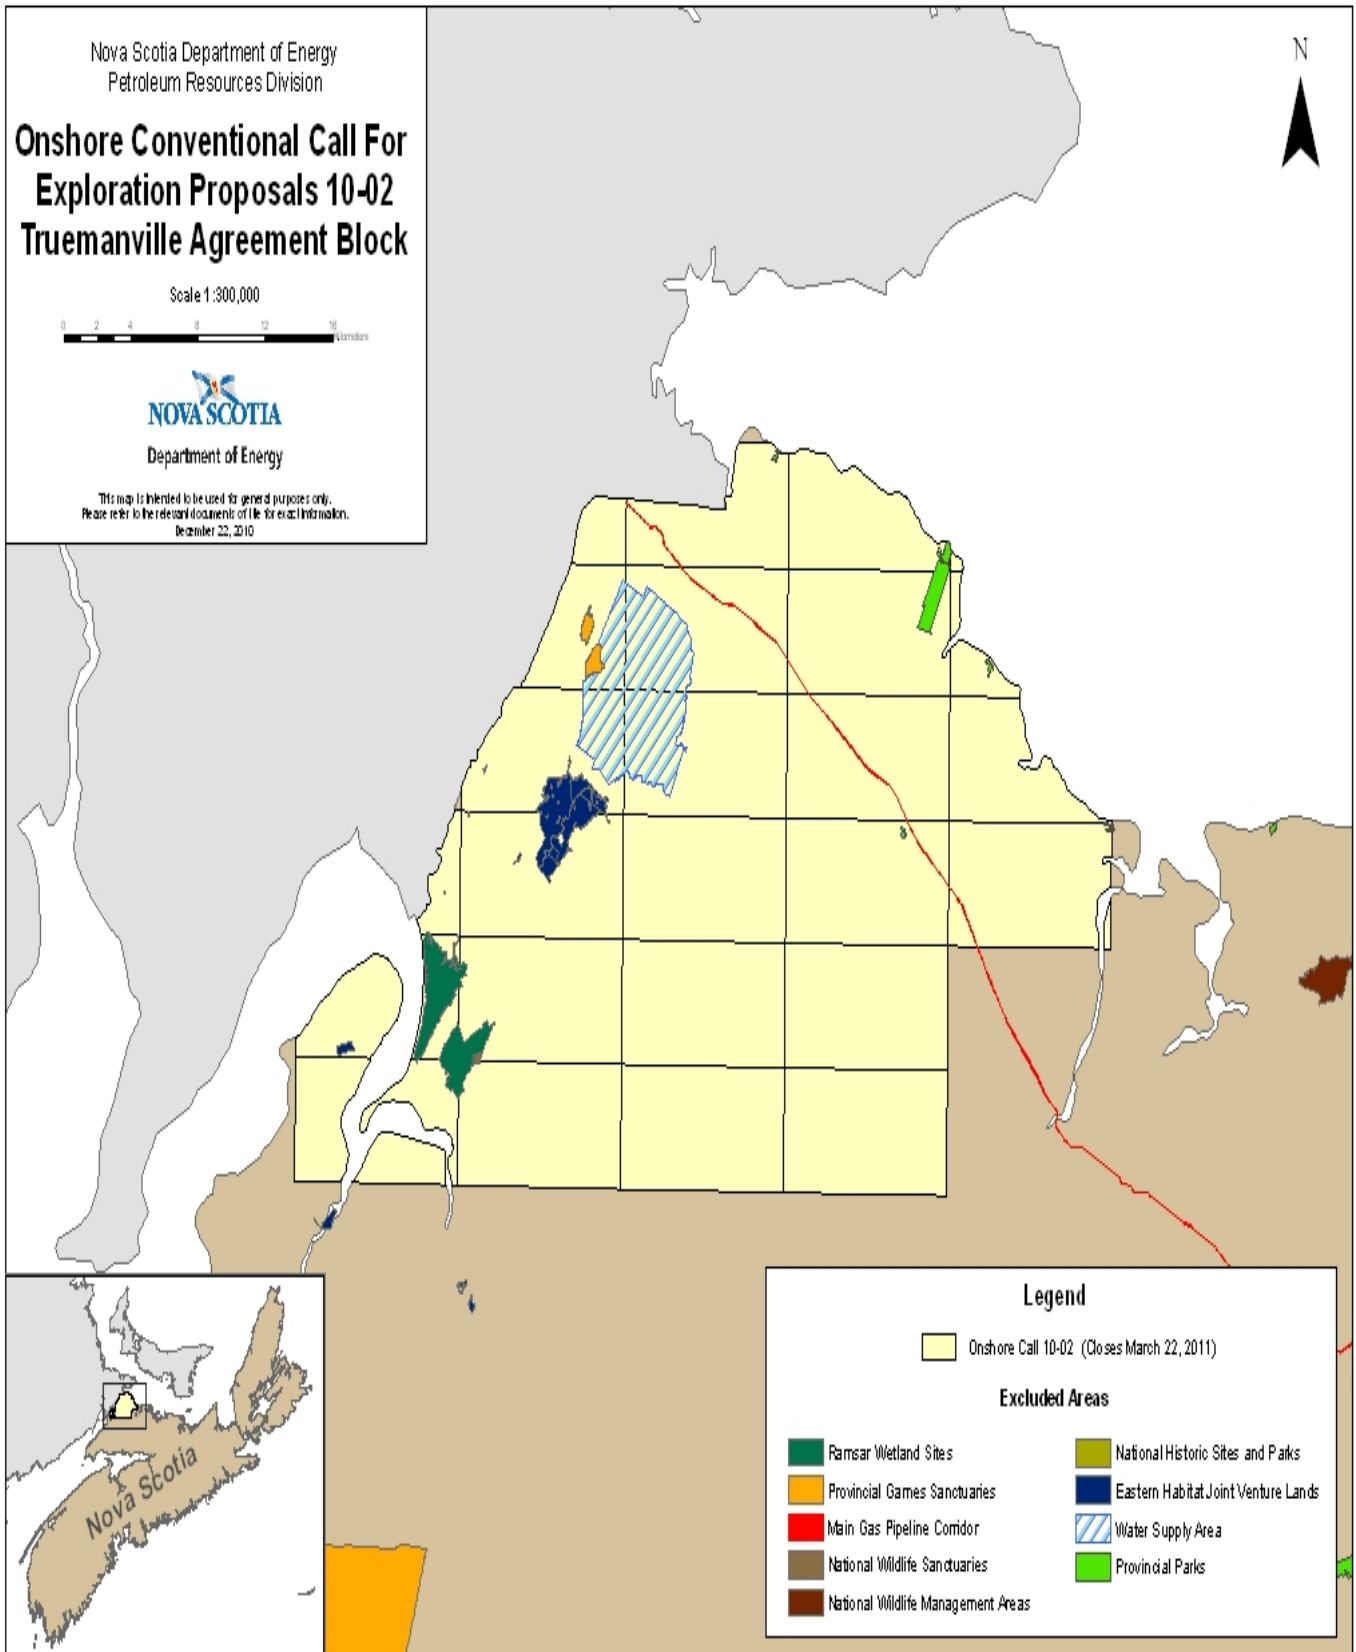 Nova Scotia Department of Energy
Petroleum Resources Division
Onshore Conventional Call For
Exploration Proposals 10-02
Truemanville Agreement Block
Scale 1:300,000
0 2 4 8 12 16
Kilometers
NOVA SCOTIA
Department of Energy
This map is intended to be used for general purposes only.
Please refer to the relevant documents of title for exact information.
December 22, 2010
N
Nova Scotia
Legend
Onshore Call 10-02 (Closes March 22, 2011)
Excluded Areas
Ramsar Wetland Sites
Provincial Games Sanctuaries
Main Gas Pipeline Corridor
National Wildlife Sanctuaries
National Wildlife Management Areas
National Historic Sites and Parks
Eastern Habitat Joint Venture Lands
Water Supply Area
Provincial Parks